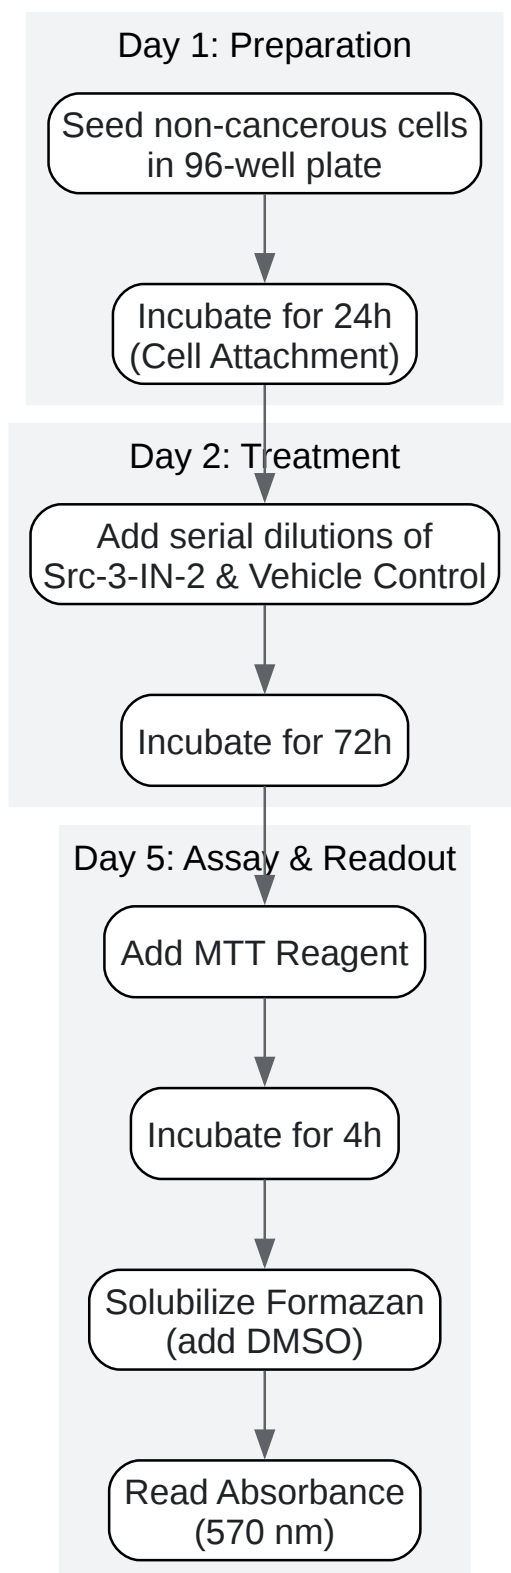 Day 1: Preparation
Seed non-cancerous cells
in 96-well plate
Incubate for 24h
(Cell Attachment)
Day 2: Treatment
Add serial dilutions of
Src-3-IN-2 & Vehicle Control
Incubate for 72h
Day 5: Assay & Readout
Add MTT Reagent
Incubate for 4h
Solubilize Formazan
(add DMSO)
Read Absorbance
(570 nm)